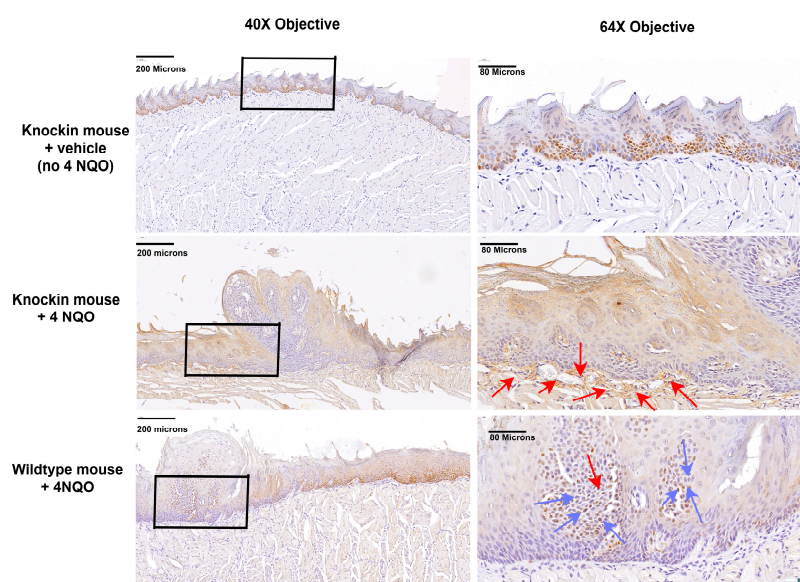 40X Objective
64X Objective
Knockin mouse
+ vehicle
(no 4 NQO)
200 Microns
80 Microns
Knockin mouse
+ 4 NQO
200 microns
80 Microns
Wildtype mouse
+ 4NQO
200 microns
80 Microns